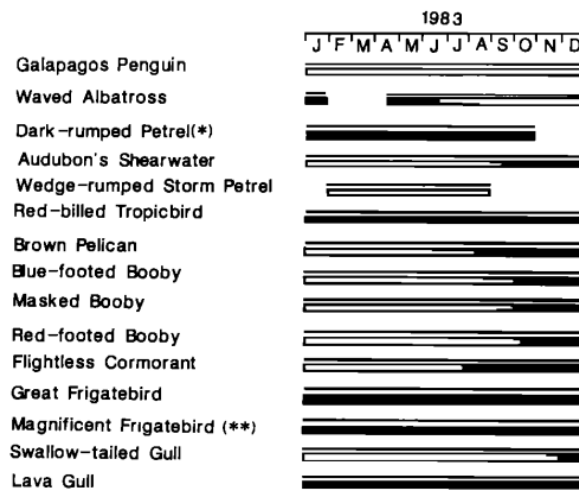 1983
J F M A M J J A S O N D
Galapagos Penguin
Waved Albatross
Dark-rumped Petrel(*)
Audubon's Shearwater
Wedge-rumped Storm Petrel
Red-billed Tropicbird
Brown Pelican
Blue-footed Booby
Masked Booby
Red-footed Booby
Flightless Cormorant
Great Frigatebird
Magnificent Frigatebird (**)
Swallow-tailed Gull
Lava Gull